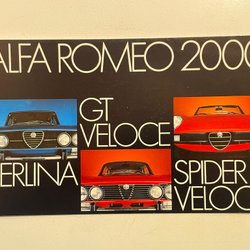 ALFA ROMEO 2000
GT
VELOCE
ERLINA
SPIDER
VELOC